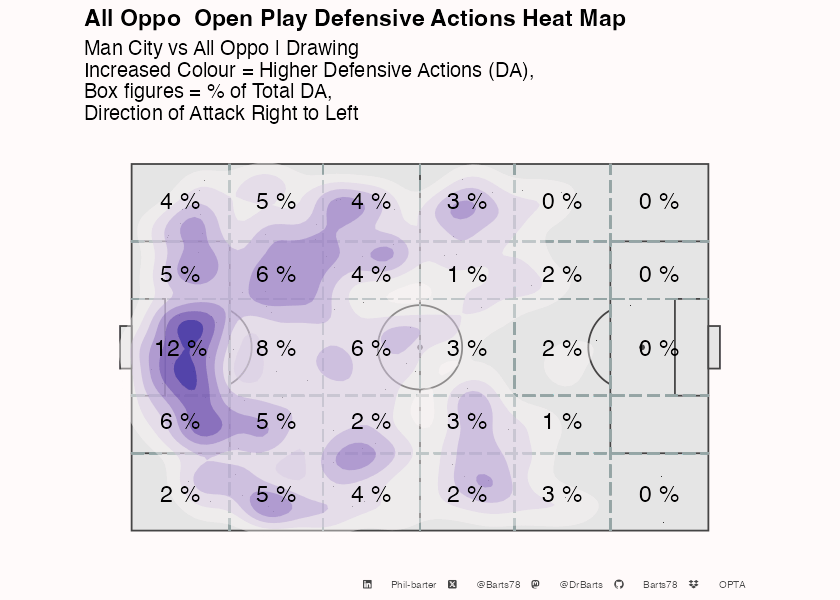 All Oppo  Open Play Defensive Actions Heat Map
Man City vs All Oppo | Drawing
Increased Colour = Higher Defensive Actions (DA),
Box figures = % of Total DA,
Direction of Attack Right to Left
4 % 5 % 4 % 3 % 0 % 0 %
5 % 6 % 4 % 1 % 2 % 0 %
12 % 8 % 6 % 3 % 2 % 0 %
6 % 5 % 2 % 3 % 1 %
2 % 5 % 4 % 2 % 3 % 0 %
Phil-barter @Barts78 @DrBarts Barts78 OPTA